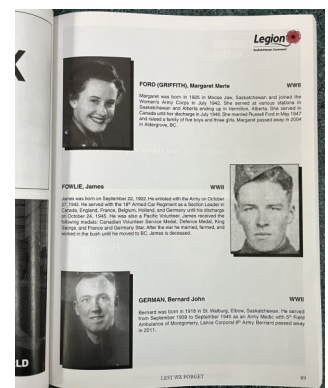 Legion
Saskatchewan Command
FORD (GRIFFITH), Margaret Merle WWII
Margaret was born in 1925 in Moose Jaw, Saskatchewan and joined the
Women's Army Corps in July 1942. She served at various stations in
Saskatchewan and Alberta ending up in Vermilion, Alberta. She served in
Canada until her discharge in July 1946. She married Russell Ford in May 1947
and raised a family of five boys and three girls. Margaret passed away in 2004
in Aldergrove, BC.
FOWLIE, James WWII
James was born on September 22, 1922. He enlisted with the Army on October
27, 1942. He served with the 18th Armed Car Regiment as a Section Leader in
Canada, England, France, Belgium, Holland, and Germany until his discharge
on October 24, 1945. He was also a Pacific Volunteer. James received the
following medals: Canadian Volunteer Service Medal, Defence Medal, King
George, and France and Germany Star. After the war he married, farmed, and
worked in the bush until he moved to BC. James is deceased.
GERMAN, Bernard John WWII
Bernard was born in 1918 in St. Walburg, Elbow, Saskatchewan. He served
from September 1939 to September 1945 as an Army Medic with 5th Field
Ambulance of Montgomery, Lance Corporal 8th Army. Bernard passed away
in 2011.
LD
LEST WE FORGET